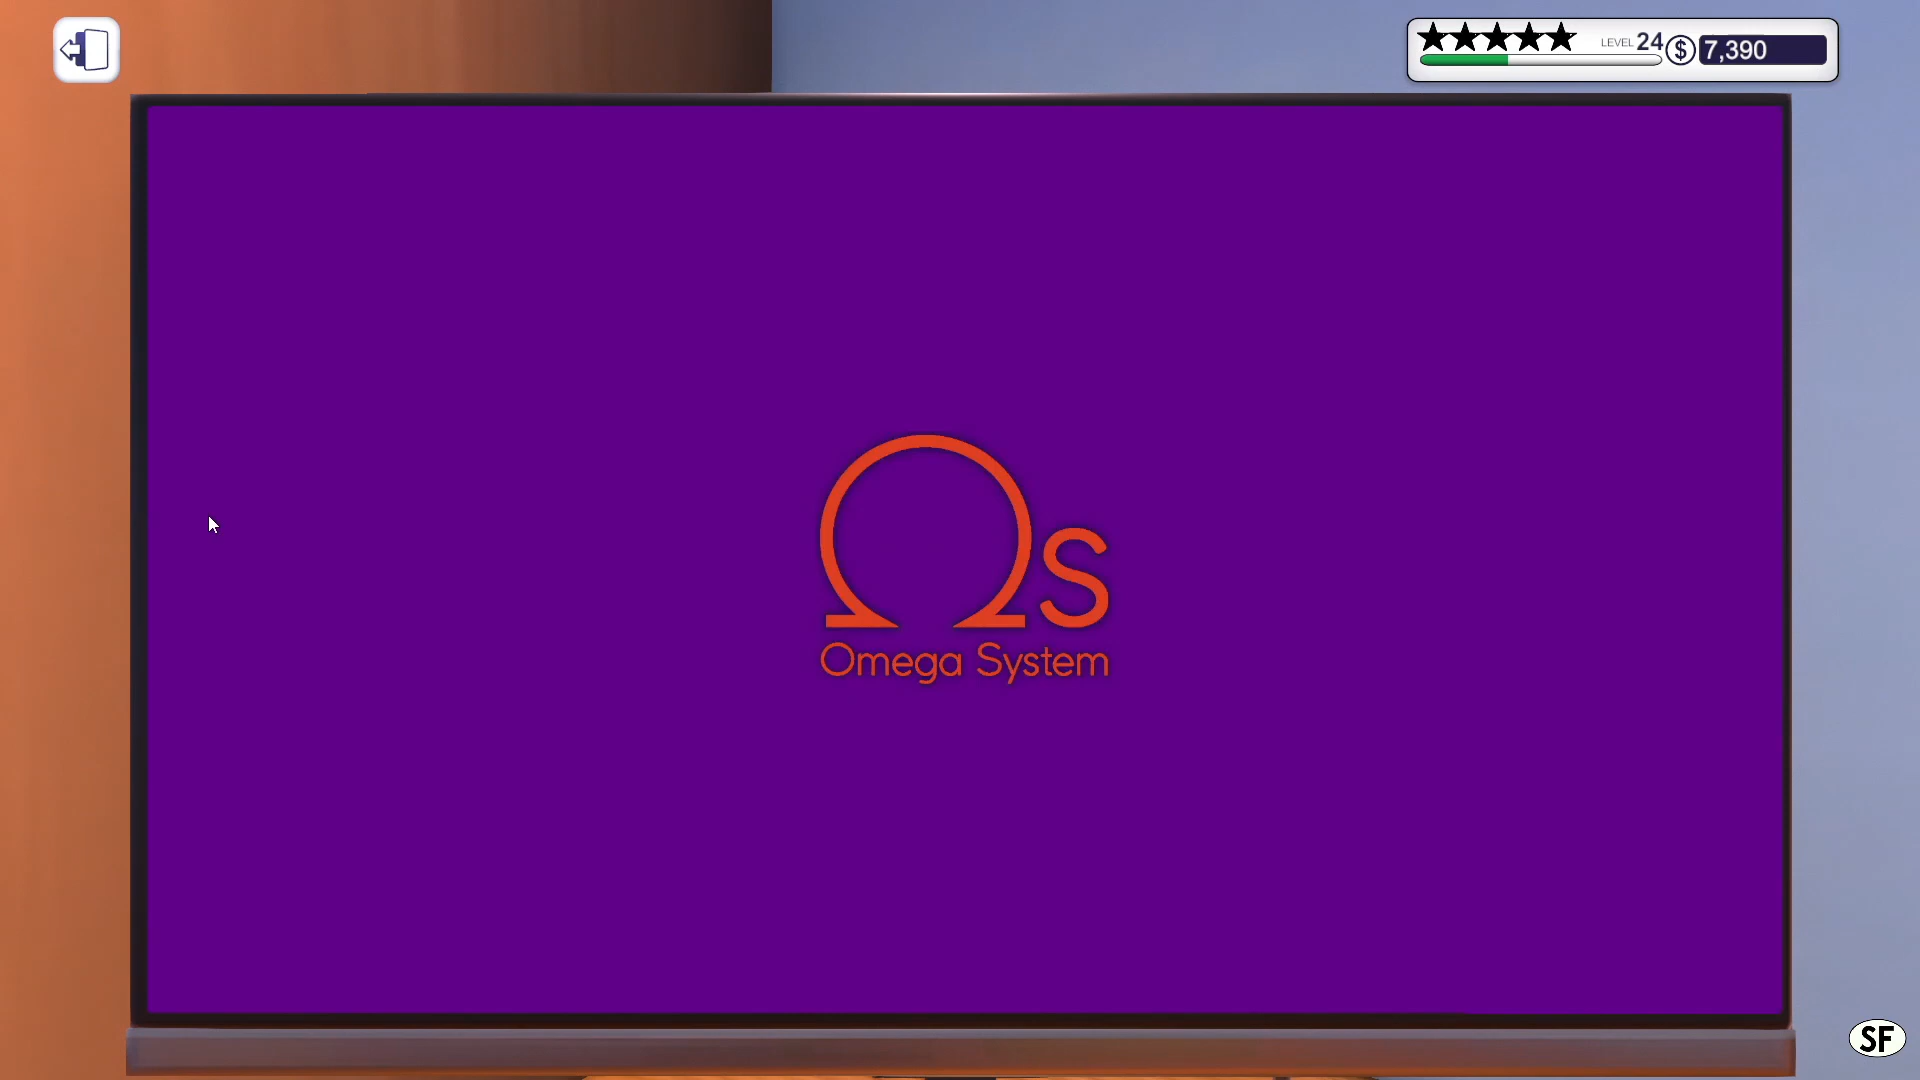 LEVEL 24
$ 7,390
Ωs
Omega System
SF